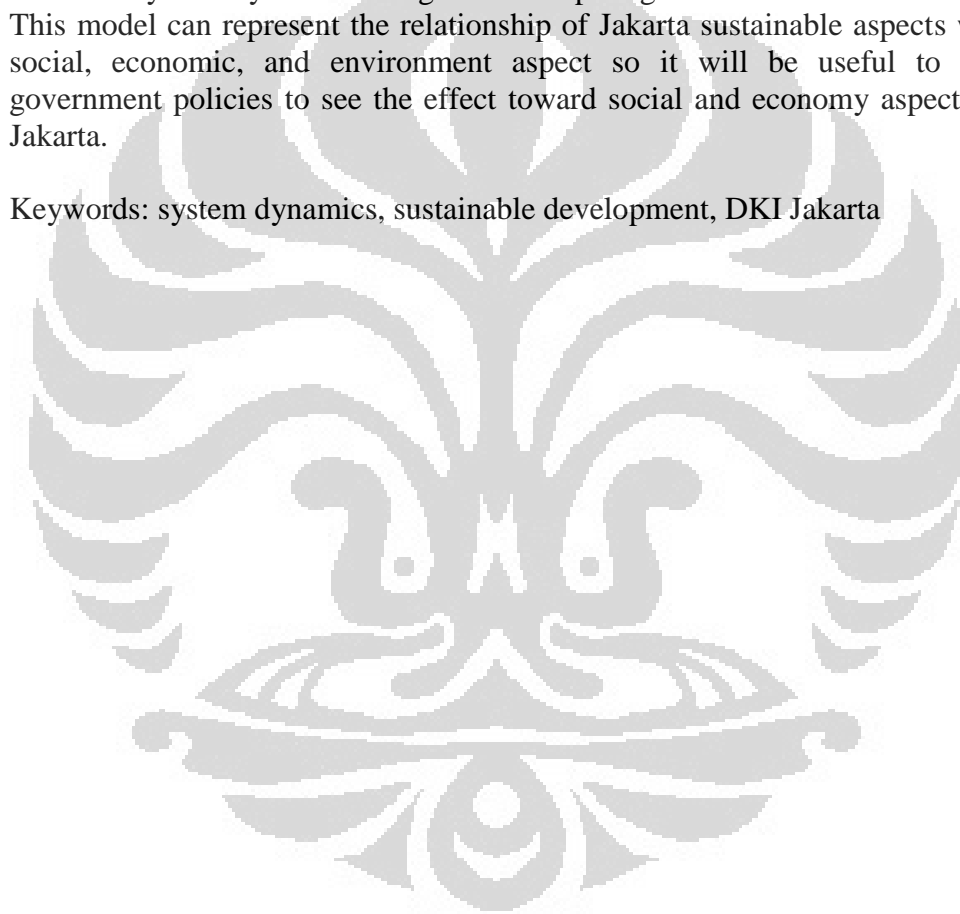 This model can represent the relationship of Jakarta sustainable aspects
social, economic, and environment aspect so it will be useful to
government policies to see the effect toward social and economy aspect
Jakarta.
Keywords: system dynamics, sustainable development, DKI Jakarta